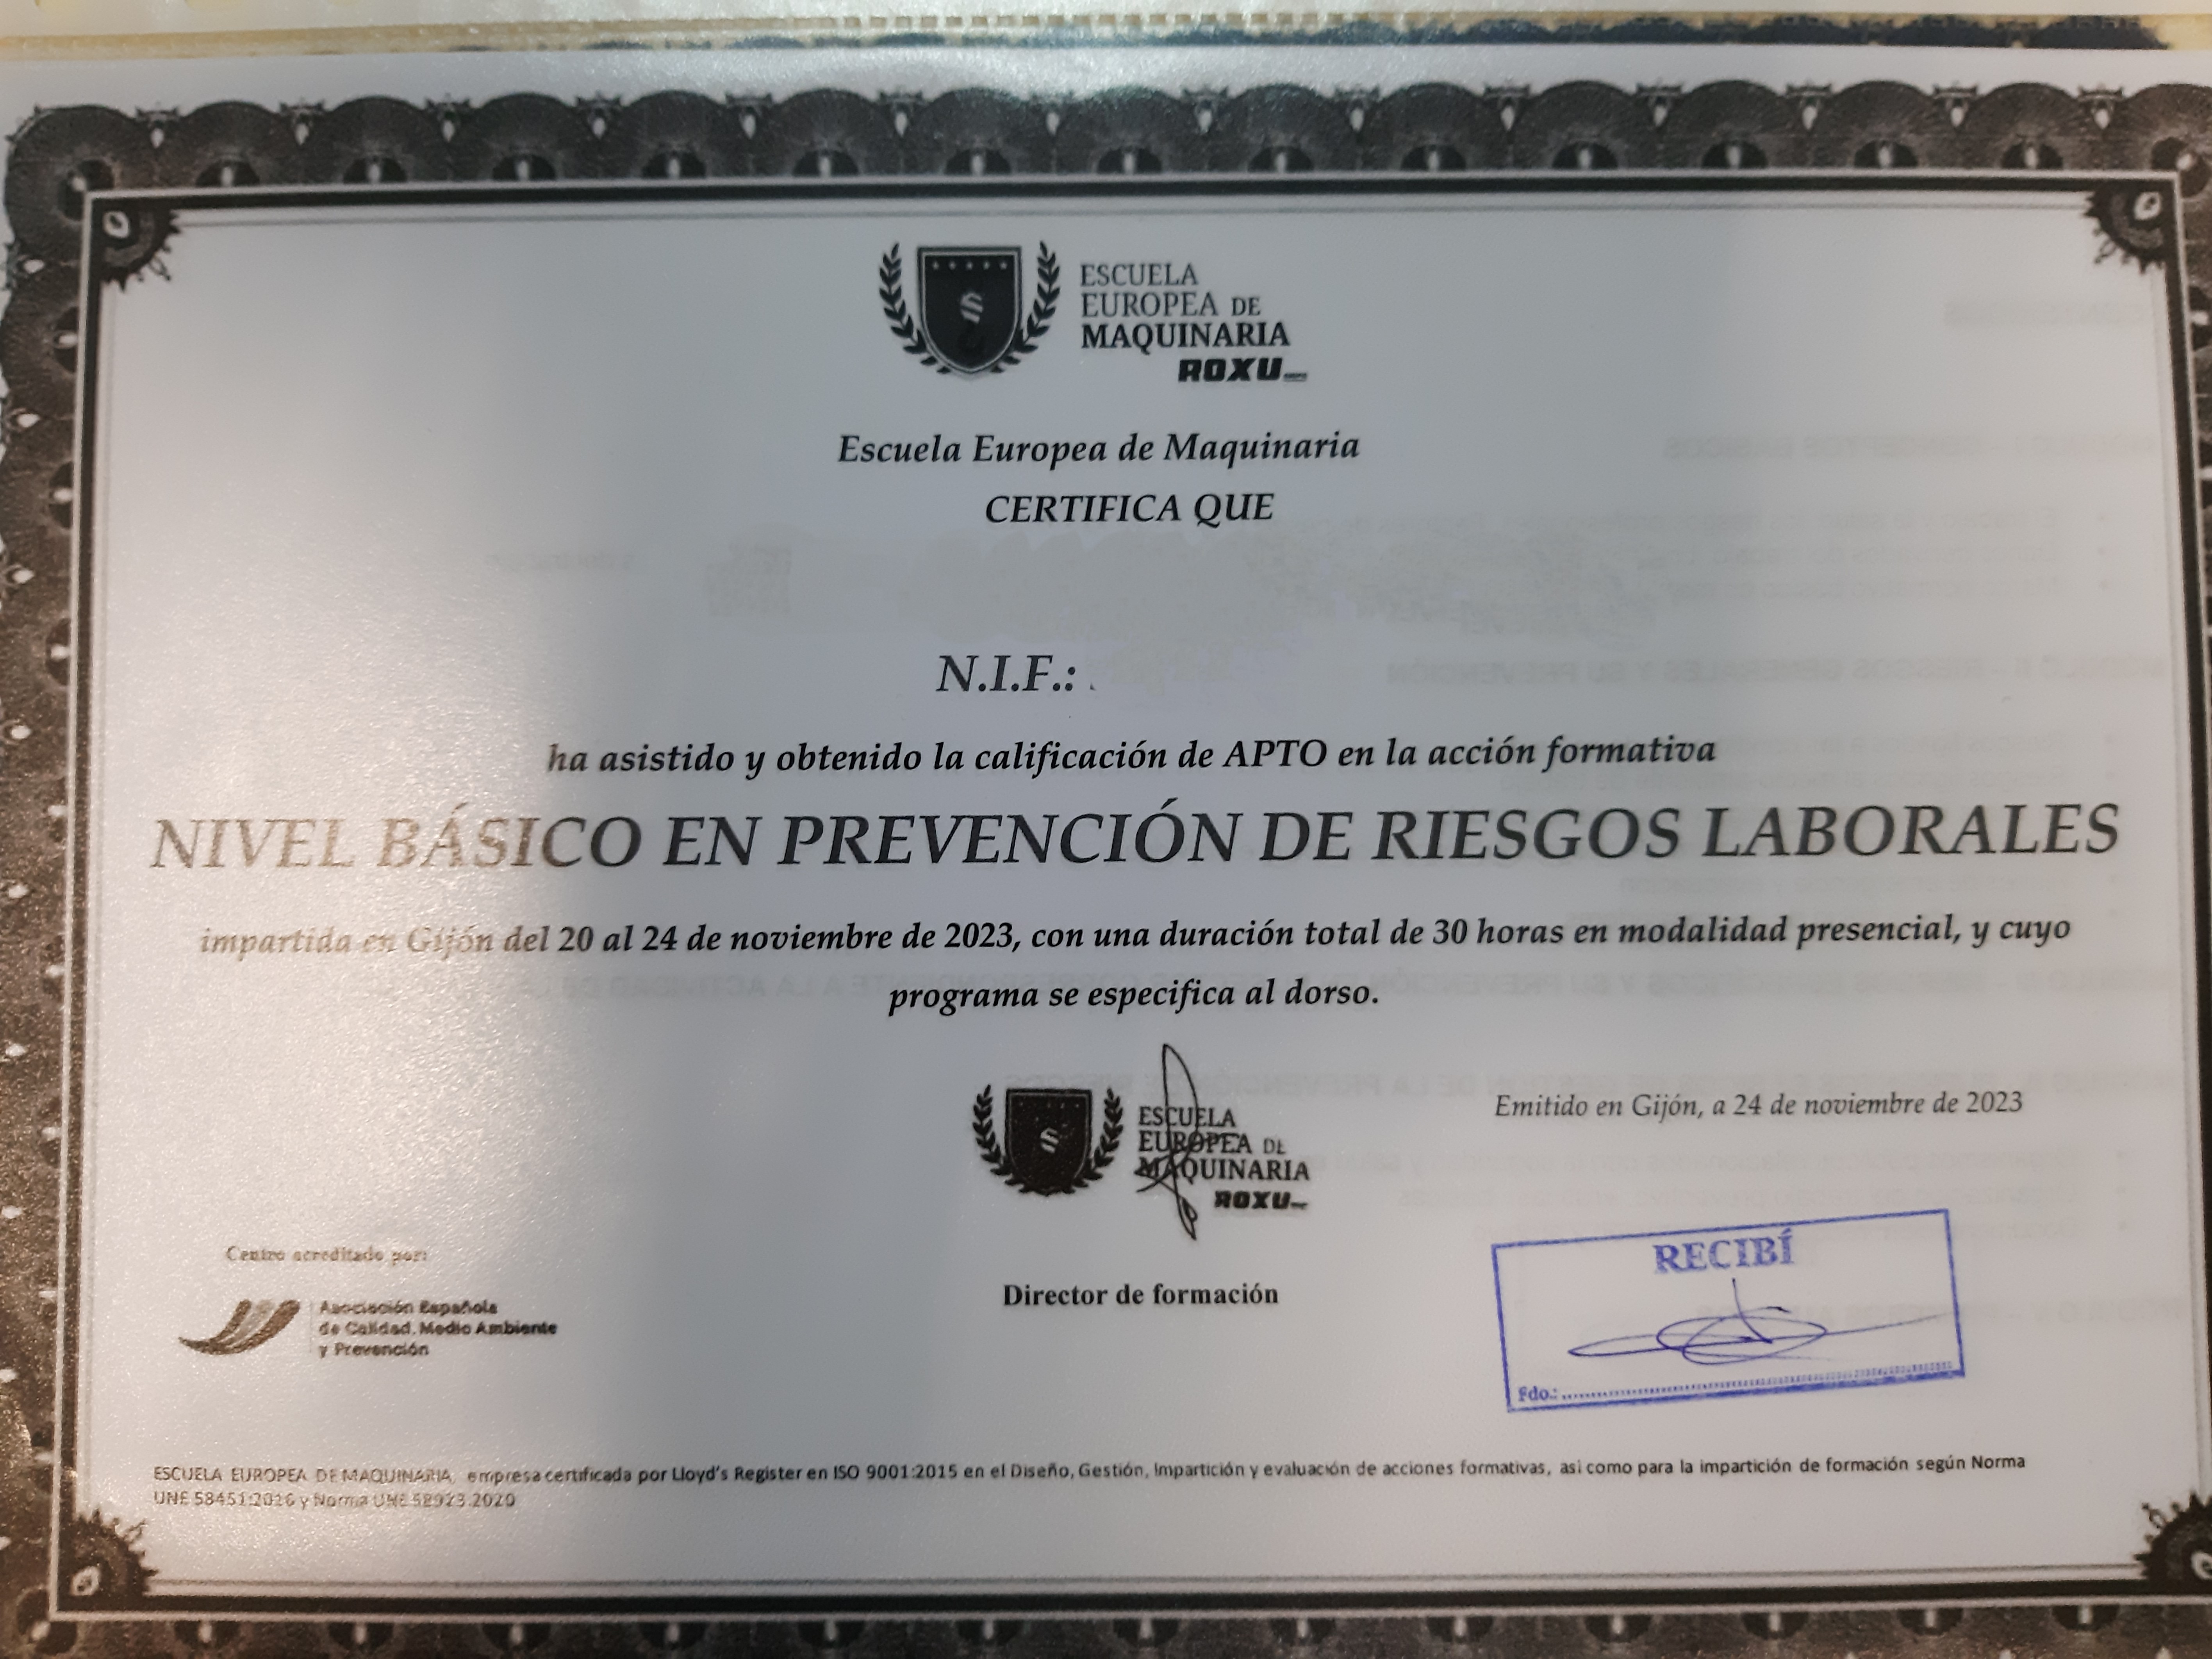 ESCUELA
EUROPEA DE
MAQUINARIA
ROXU
Escuela Europea de Maquinaria
CERTIFICA QUE
N.I.F.:
ha asistido y obtenido la calificación de APTO en la acción formativa
NIVEL BÁSICO EN PREVENCIÓN DE RIESGOS LABORALES
impartida en Gijón del 20 al 24 de noviembre de 2023, con una duración total de 30 horas en modalidad presencial, y cuyo
programa se especifica al dorso.
ESCUELA
EUROPEA DE
MAQUINARIA
ROXU
Emitido en Gijón, a 24 de noviembre de 2023
Director de formación
RECIBÍ
Fdo.:
Centro acreditado por:
Asociación Española
de Calidad, Medio Ambiente
y Prevención
ESCUELA EUROPEA DE MAQUINARIA, empresa certificada por Lloyd's Register en ISO 9001:2015 en el Diseño, Gestión, Impartición y evaluación de acciones formativas, asi como para la impartición de formación según Norma
UNE 58451:2016 y Norma UNE 58923:2020